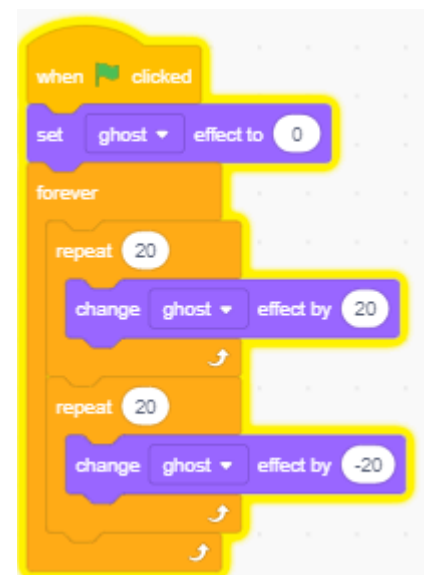 when clicked
set ghost effect to 0
forever
repeat 20
change ghost effect by 20
repeat 20
change ghost effect by -20